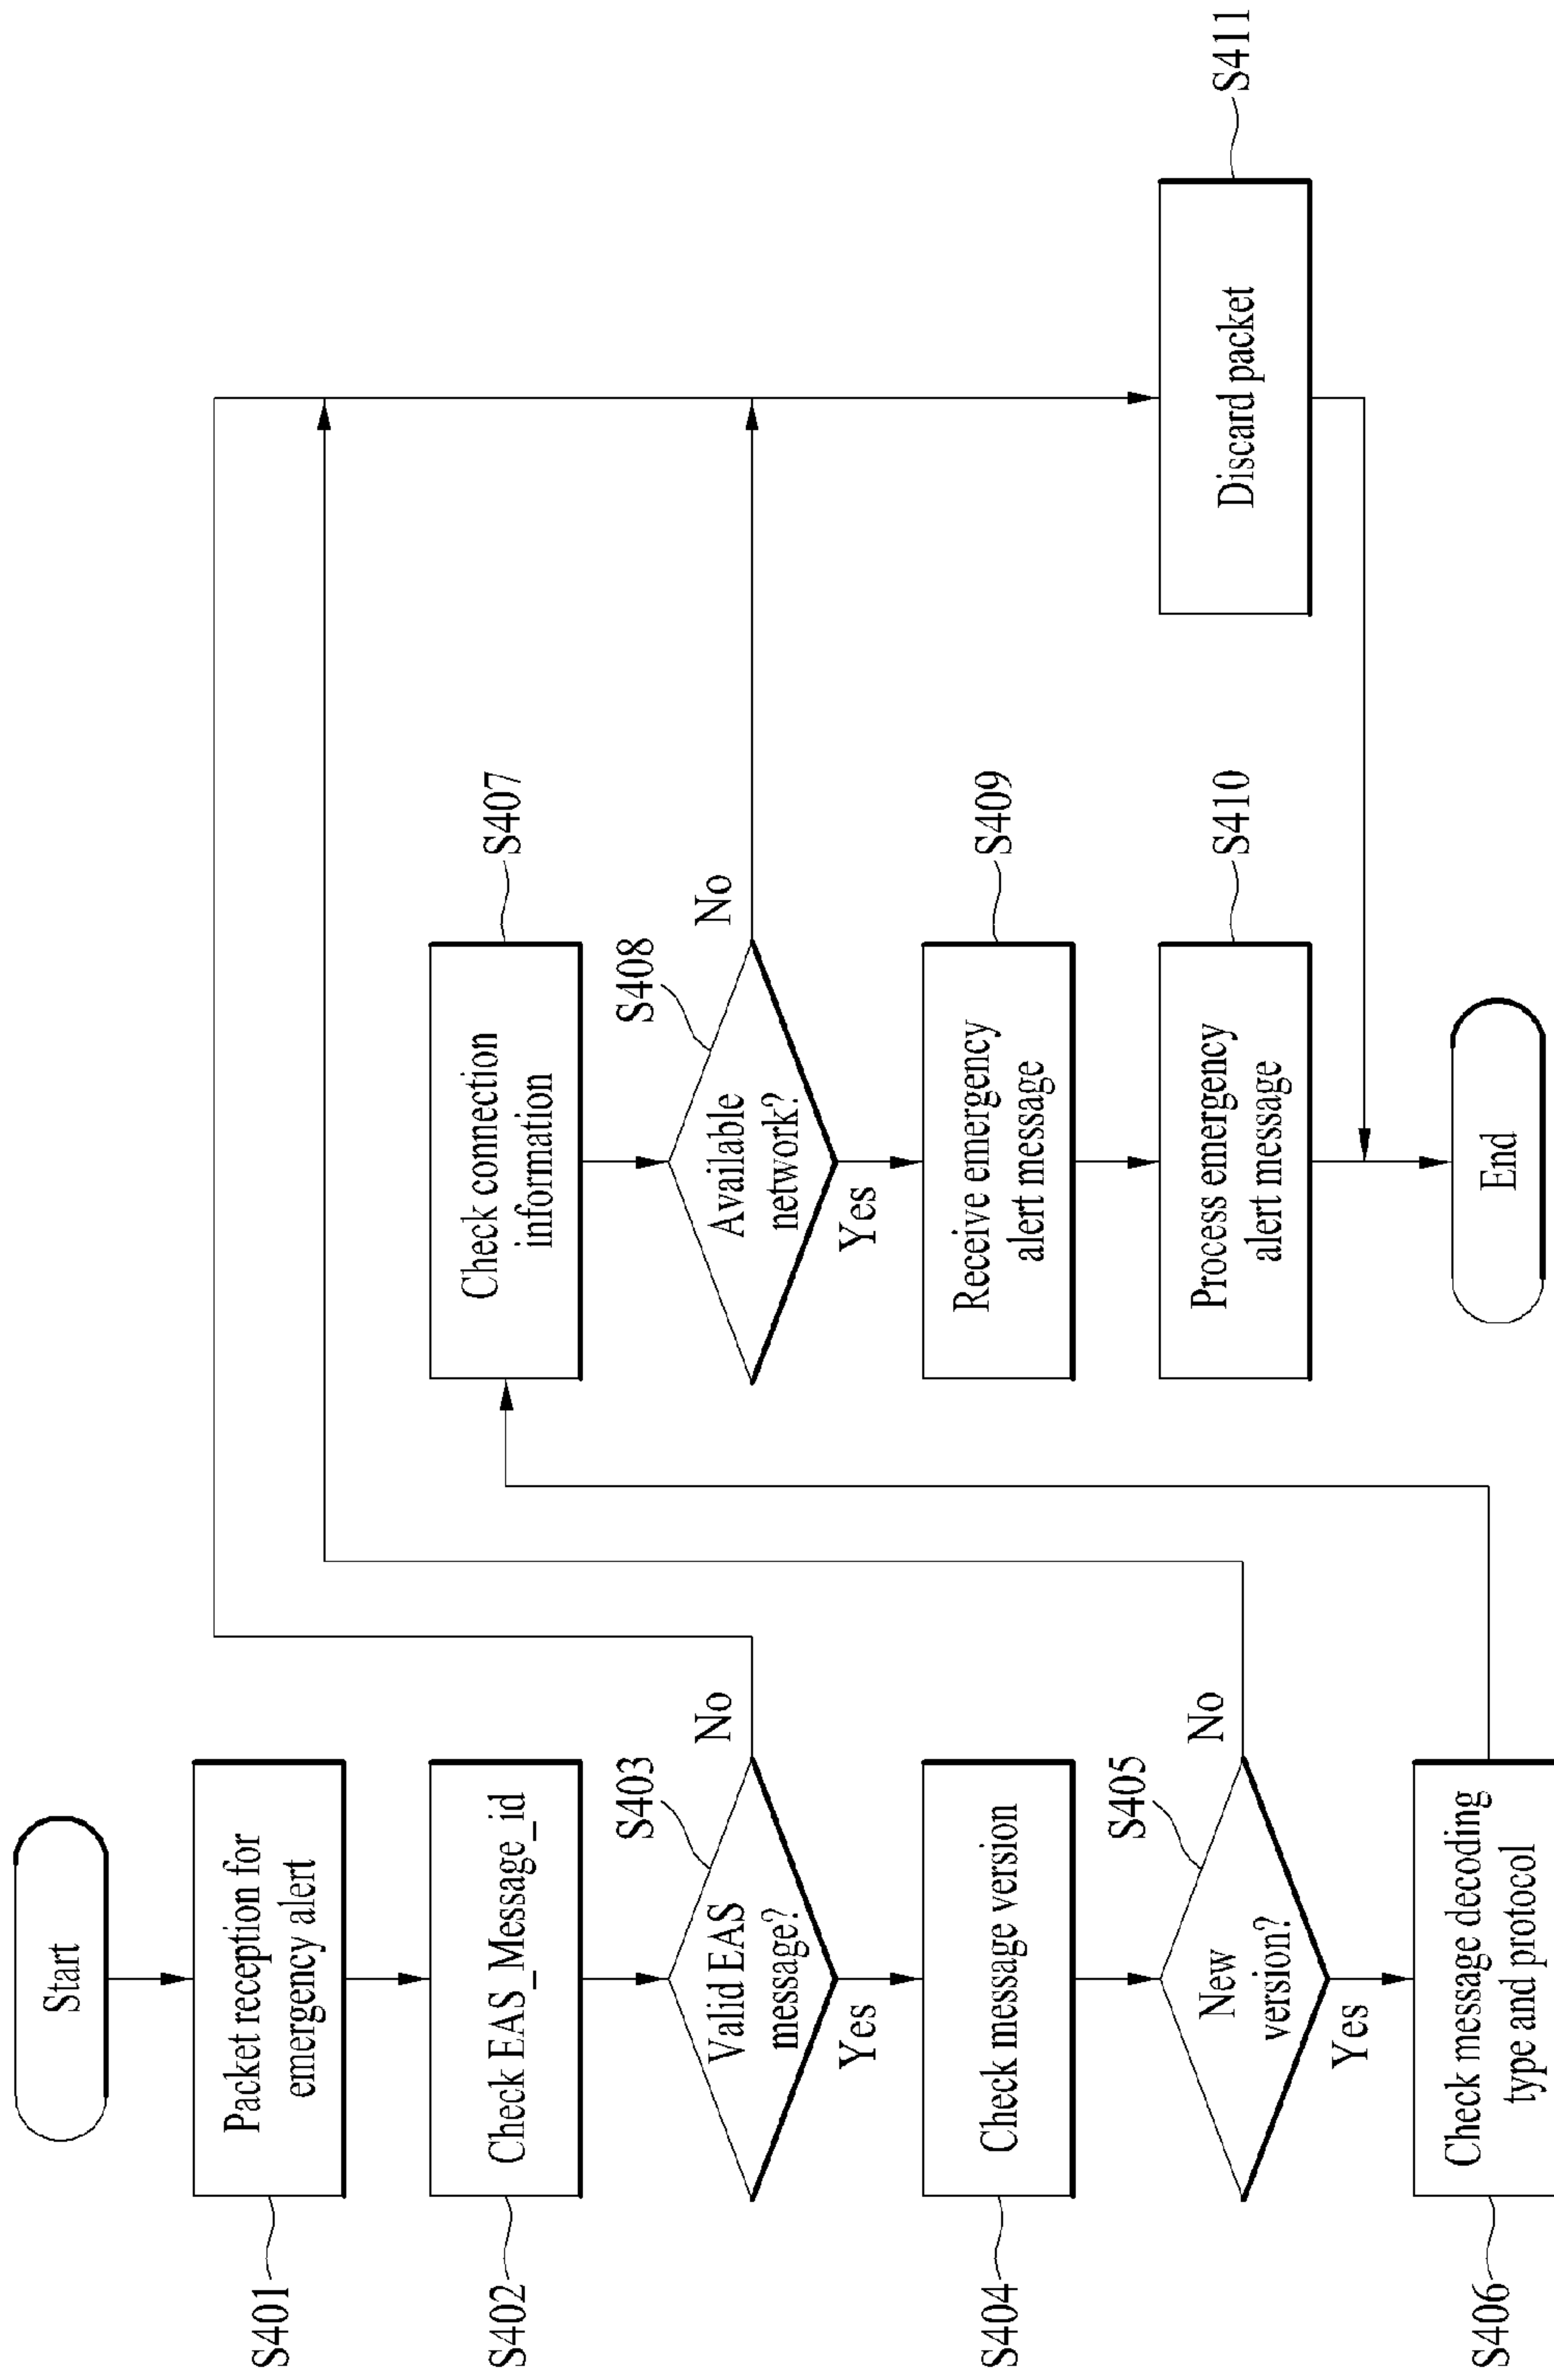 Start
Packet reception for
emergency alert
S401
Check EAS_Message_id
S402
Valid EAS
message?
S403
No
Yes
Check message version
S404
New
version?
S405
No
Yes
Check message decoding
type and protocol
S406
Check connection
information
S407
Available
network?
S408
No
Yes
Receive emergency
alert message
S409
Process emergency
alert message
S410
Discard packet
S411
End